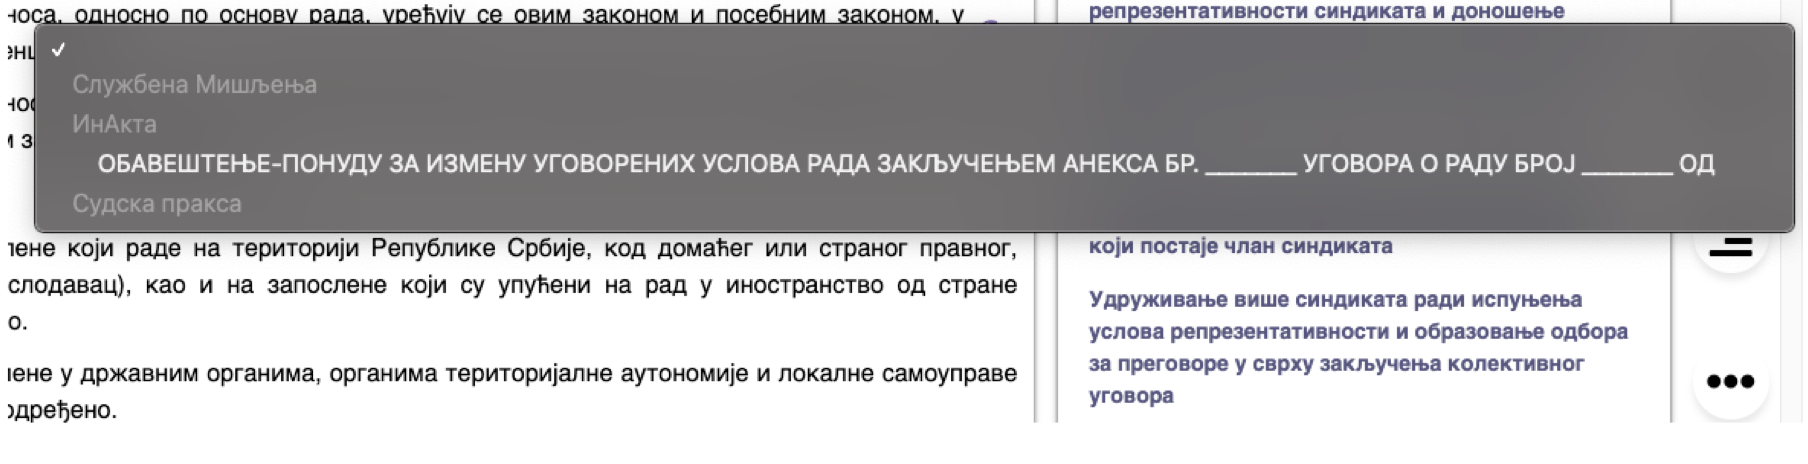 носа, односно по основу рада, уређују се овим законом и посебним законом, у
Службена Мишљења
ИнАкта
ОБАВЕШТЕЊЕ-ПОНУДУ ЗА ИЗМЕНУ УГОВОРЕНИХ УСЛОВА РАДА ЗАКЉУЧЕЊЕМ АНЕКСА БР. _______ УГОВОРА О РАДУ БРОЈ _______ ОД
Судска пракса
лене који раде на територији Републике Србије, код домаћег или страног правног,
слодавац), као и на запослене који су упућени на рад у иностранство од стране
о.
лене у државним органима, органима територијалне аутономије и локалне самоуправе
одређено.
репрезентативности синдиката и доношење
који постаје члан синдиката
Удруживање више синдиката ради испуњења
услова репрезентативности и образовање одбора
за преговоре у сврху закључења колективног
уговора